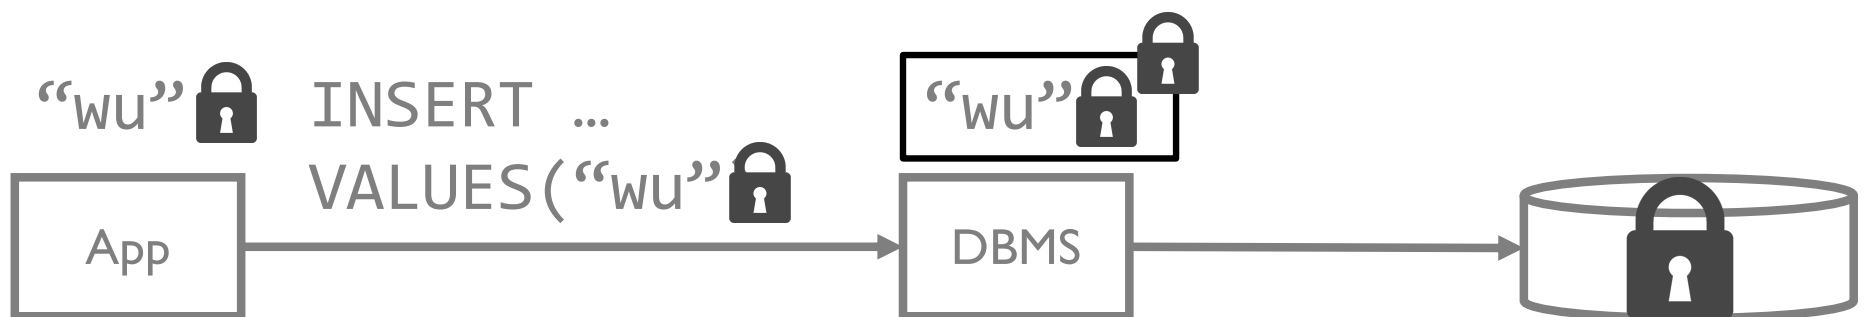 “wu”
INSERT …
VALUES(“wu”
“wu”
App
DBMS